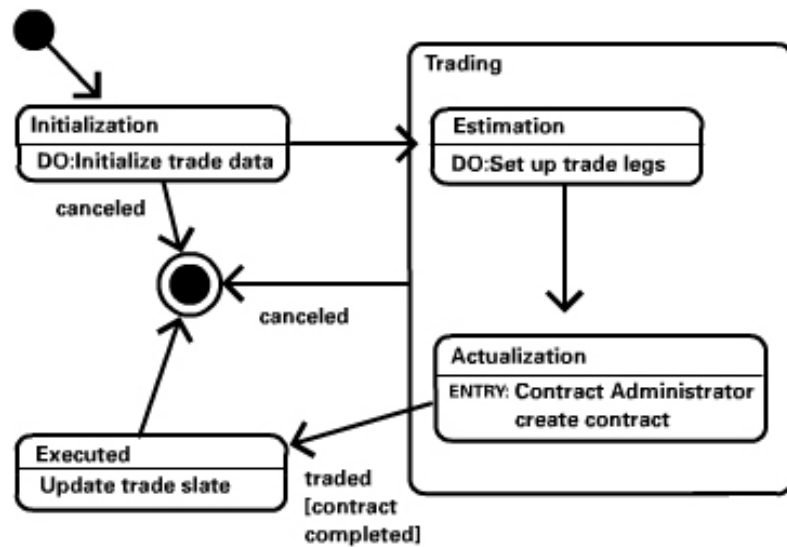 Trading
Initialization
DO:Initialize trade data
Estimation
DO:Set up trade legs
canceled
canceled
Actualization
ENTRY: Contract Administrator
create contract
Executed
Update trade slate
traded
[contract
completed]